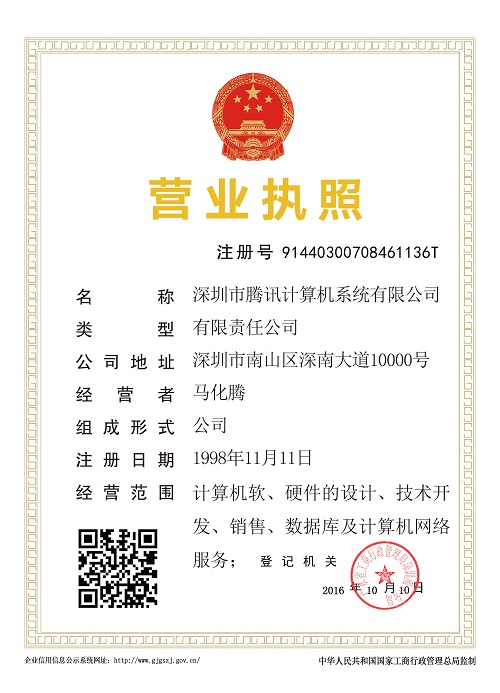 营业执照
注册号 91440300708461136T
名称 深圳市腾讯计算机系统有限公司
类型 有限责任公司
公司地址 深圳市南山区深南大道10000号
经营者 马化腾
组成形式 公司
注册日期 1998年11月11日
经营范围 计算机软、硬件的设计、技术开
发、销售、数据库及计算机网络
服务；
登记机关
2016 年 10 月 10 日
企业信用信息公示系统网址：http://www.gjgszj.gov.cn/
中华人民共和国国家工商行政管理总局监制